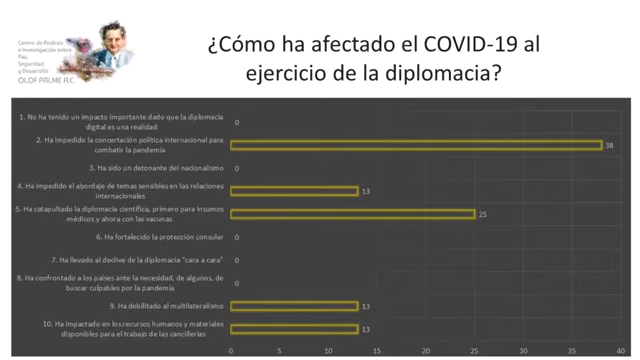 Centro de Análisis
e Investigación sobre
Paz,
Seguridad
y Desarrollo
OLOF PALME A.C.
¿Cómo ha afectado el COVID-19 al
ejercicio de la diplomacia?
1. No ha tenido un impacto importante dado que la diplomacia
digital es una realidad
0
2. Ha impedido la concertación política internacional para
combatir la pandemia
38
3. Ha sido un detonante del nacionalismo
0
4. Ha impedido el abordaje de temas sensibles en las relaciones
internacionales
13
5. Ha catapultado la diplomacia científica, primero para insumos
médicos y ahora con las vacunas
25
6. Ha fortalecido la protección consular
0
7. Ha llevado al declive de la diplomacia "cara a cara"
0
8. Ha confrontado a los países ante la necesidad, de algunos, de
buscar culpables por la pandemia
0
9. Ha debilitado al multilateralismo
13
10. Ha impactado en los recursos humanos y materiales
disponibles para el trabajo de las cancillerías
13
0 5 10 15 20 25 30 35 40